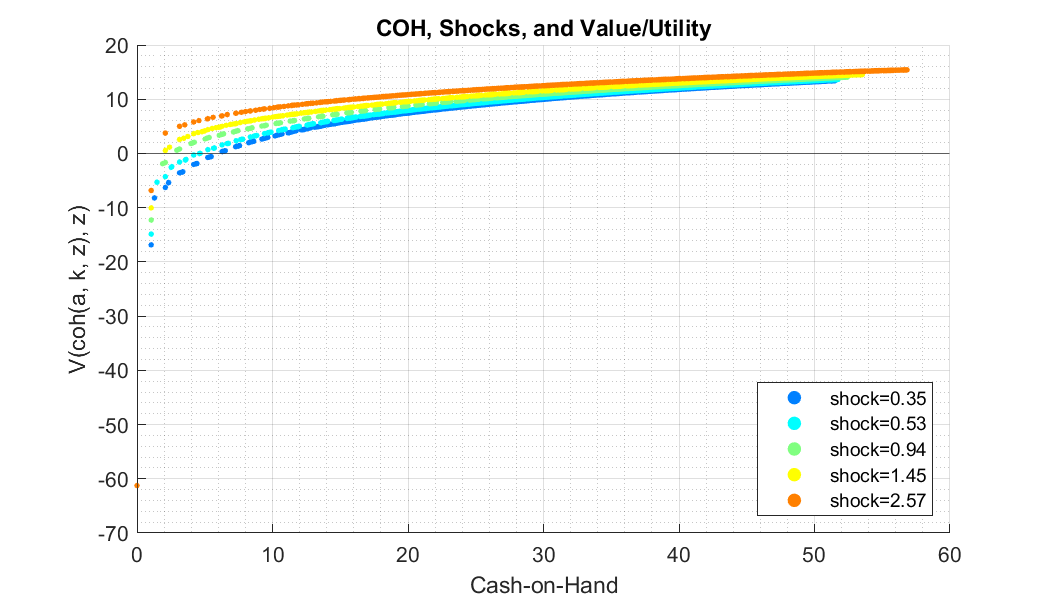 COH, Shocks, and Value/Utility
20
10
0
-10
-20
-30
-40
-50
-60
-70
V(coh(a, k, z), z)
shock=0.35
shock=0.53
shock=0.94
shock=1.45
shock=2.57
0 10 20 30 40 50 60
Cash-on-Hand